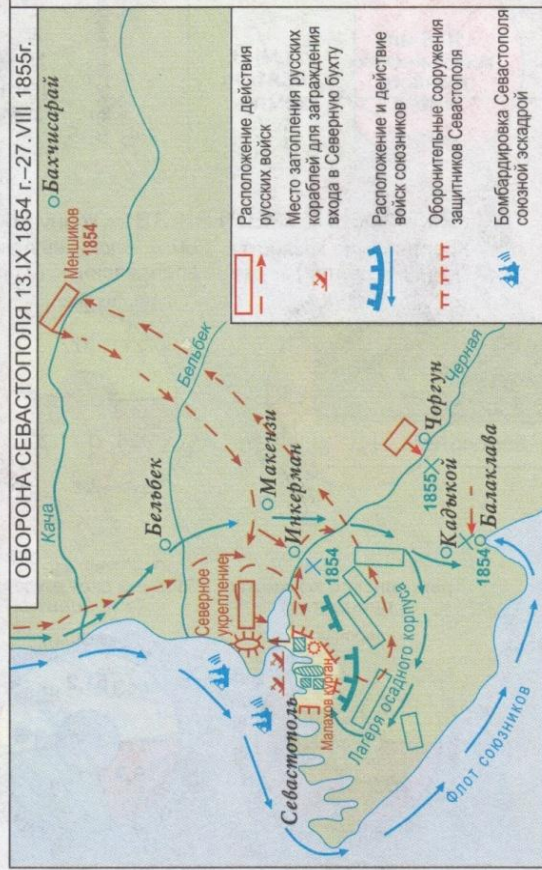 ОБОРОНА СЕВАСТОПОЛЯ 13.IX 1854 г.–27.VIII 1855г.
Кача
Меншиков
1854
Бахчисарай
Бельбек
Бельбек
Северное
укрепление
Макензи
Инкерман
1854
Севастополь
Малахов курган
Лагеря осадного корпуса
Флот союзников
Черная
Чоргун
1855
Кадыкой
1854
Балаклава
Расположение действия
русских войск
Место затопления русских
кораблей для заграждения
входа в Северную бухту
Расположение и действие
войск союзников
Оборонительные сооружения
защитников Севастополя
Бомбардировка Севастополя
союзной эскадрой